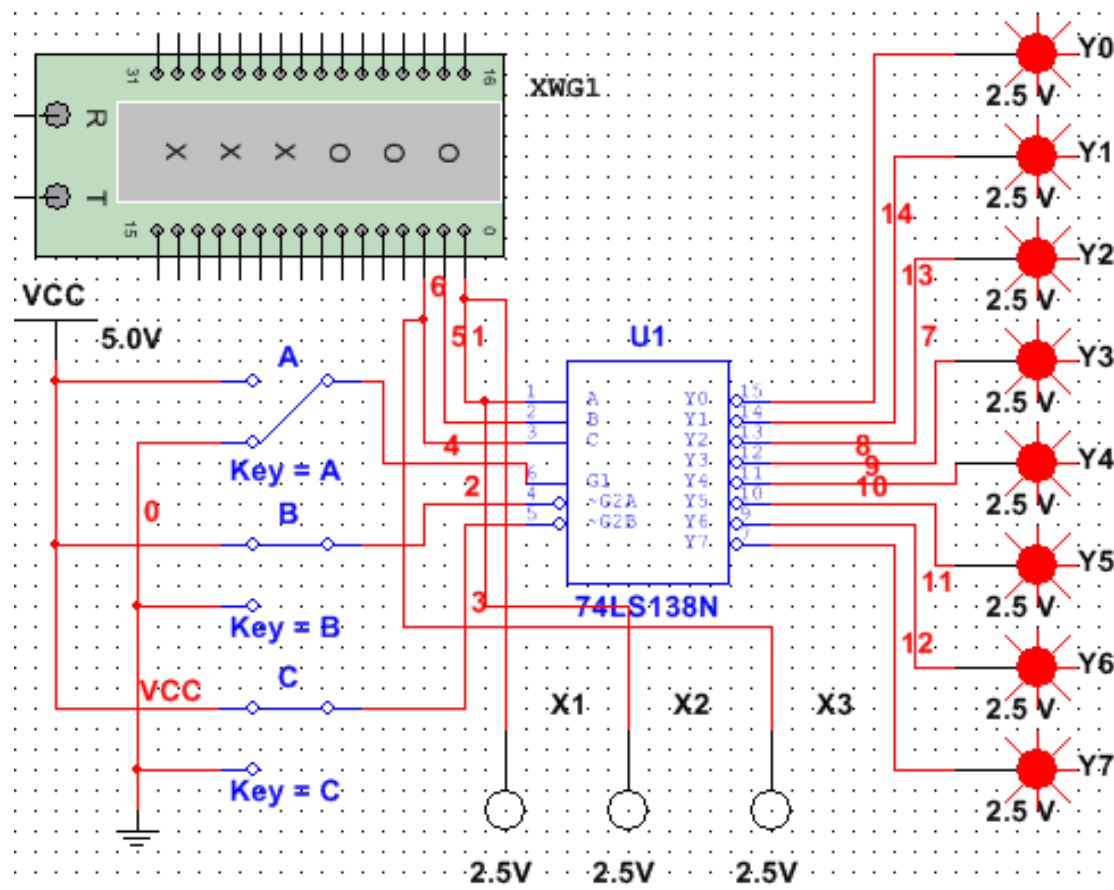 XWG1
31
16
R
T
X X X O O O
15
0
VCC
5.0V
6
5 1
A
Key = A
0
B
Key = B
VCC
C
Key = C
4
2
3
U1
1
2
3
6
4
5
A
B
C
G1
~G2A
~G2B
Y0
Y1
Y2
Y3
Y4
Y5
Y6
Y7
15
14
13
12
11
10
9
7
74LS138N
14
13
7
8
9
10
11
12
X1
X2
X3
2.5V
2.5V
2.5V
Y0
2.5 V
Y1
2.5 V
Y2
2.5 V
Y3
2.5 V
Y4
2.5 V
Y5
2.5 V
Y6
2.5 V
Y7
2.5 V